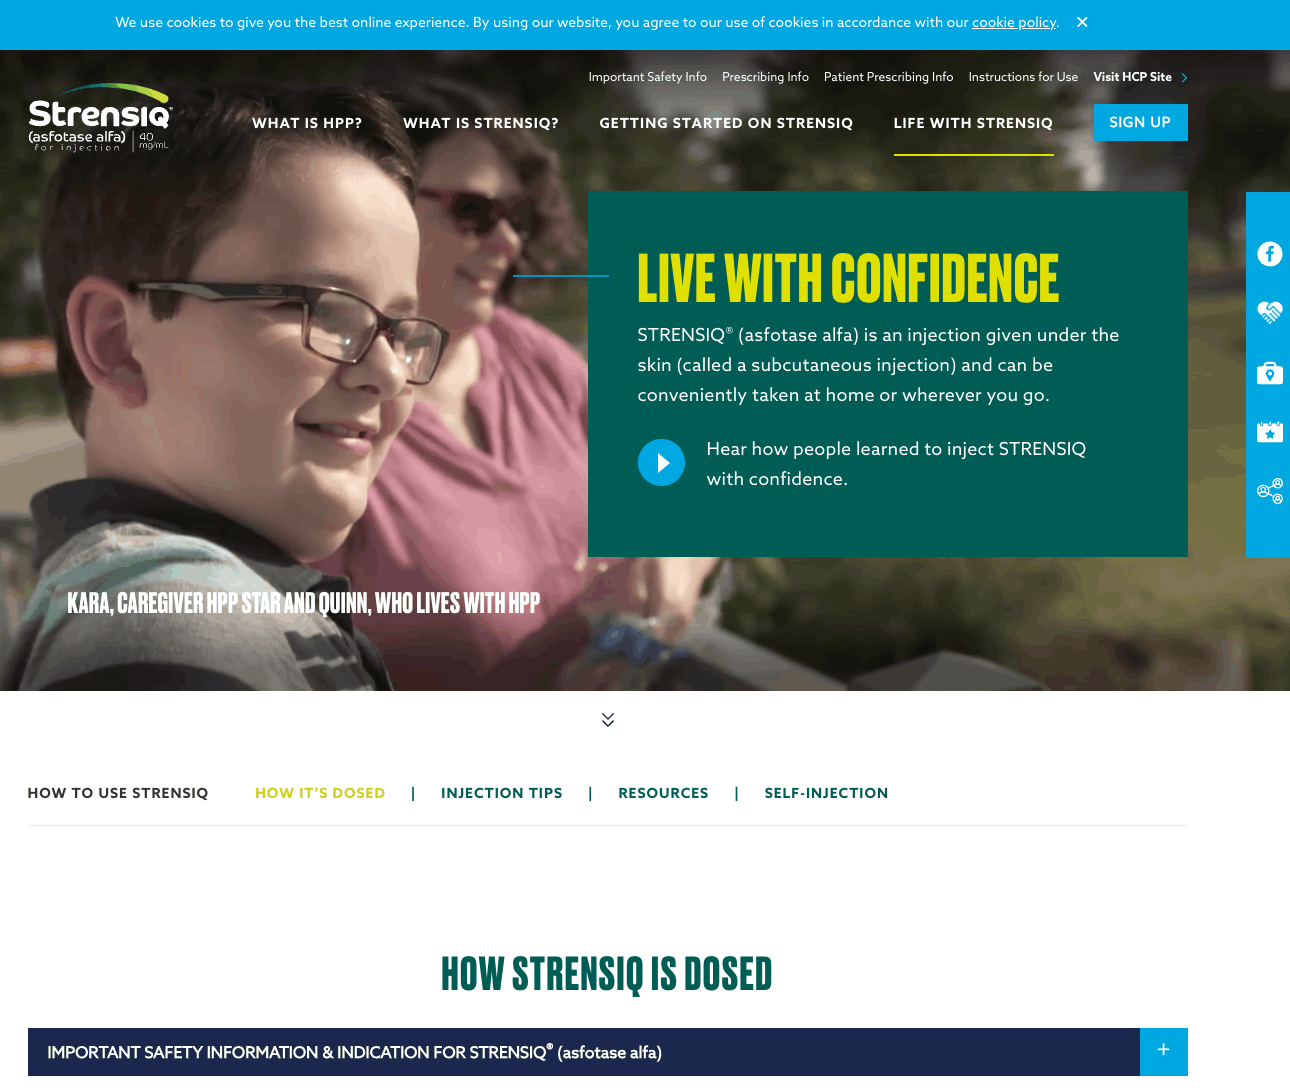 We use cookies to give you the best online experience. By using our website, you agree to our use of cookies in accordance with our cookie policy. ×
Important Safety Info Prescribing Info Patient Prescribing Info Instructions for Use Visit HCP Site
Strensiq®
(asfotase alfa)
for injection
40
mg/mL
WHAT IS HPP? WHAT IS STRENSIQ? GETTING STARTED ON STRENSIQ LIFE WITH STRENSIQ SIGN UP
LIVE WITH CONFIDENCE
STRENSIQ® (asfotase alfa) is an injection given under the
skin (called a subcutaneous injection) and can be
conveniently taken at home or wherever you go.
Hear how people learned to inject STRENSIQ
with confidence.
KARA, CAREGIVER HPP STAR AND QUINN, WHO LIVES WITH HPP
HOW TO USE STRENSIQ HOW IT'S DOSED | INJECTION TIPS | RESOURCES | SELF-INJECTION
HOW STRENSIQ IS DOSED
IMPORTANT SAFETY INFORMATION & INDICATION FOR STRENSIQ® (asfotase alfa) +